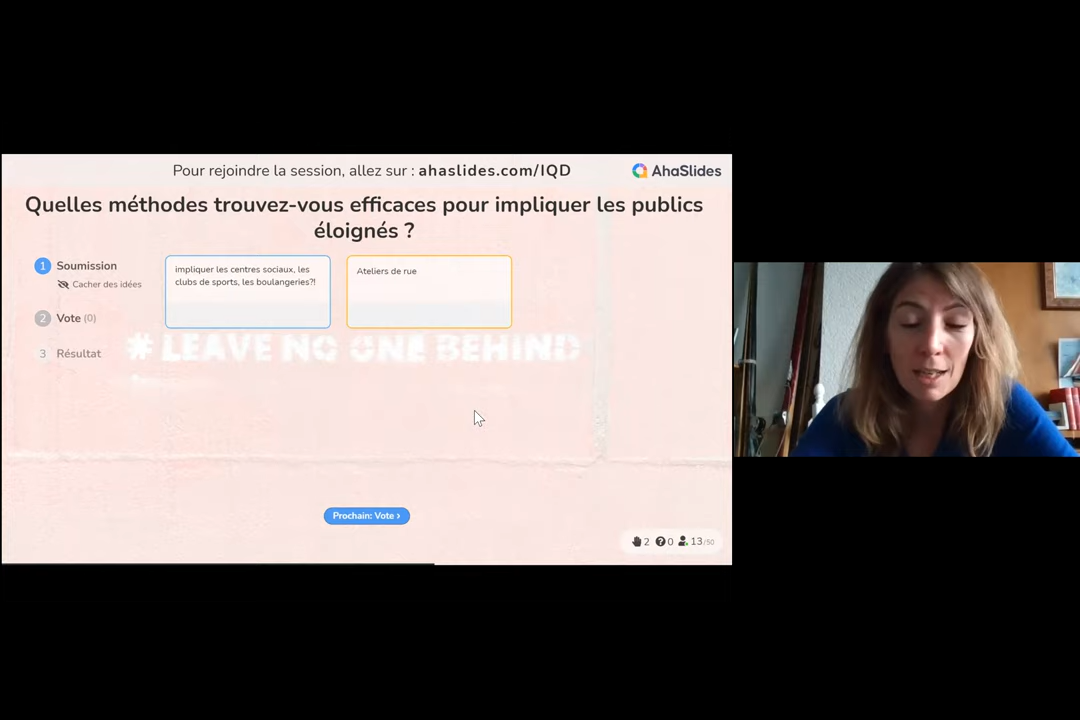 Pour rejoindre la session, allez sur : ahaslides.com/IQD
AhaSlides
Quelles méthodes trouvez-vous efficaces pour impliquer les publics
éloignés ?
1 Soumission
Cacher des idées
2 Vote (0)
3 Résultat
impliquer les centres sociaux, les
clubs de sports, les boulangeries?!
Ateliers de rue
# LEAVE NO ONE BEHIND
Prochain: Vote ›
2 0 13/50